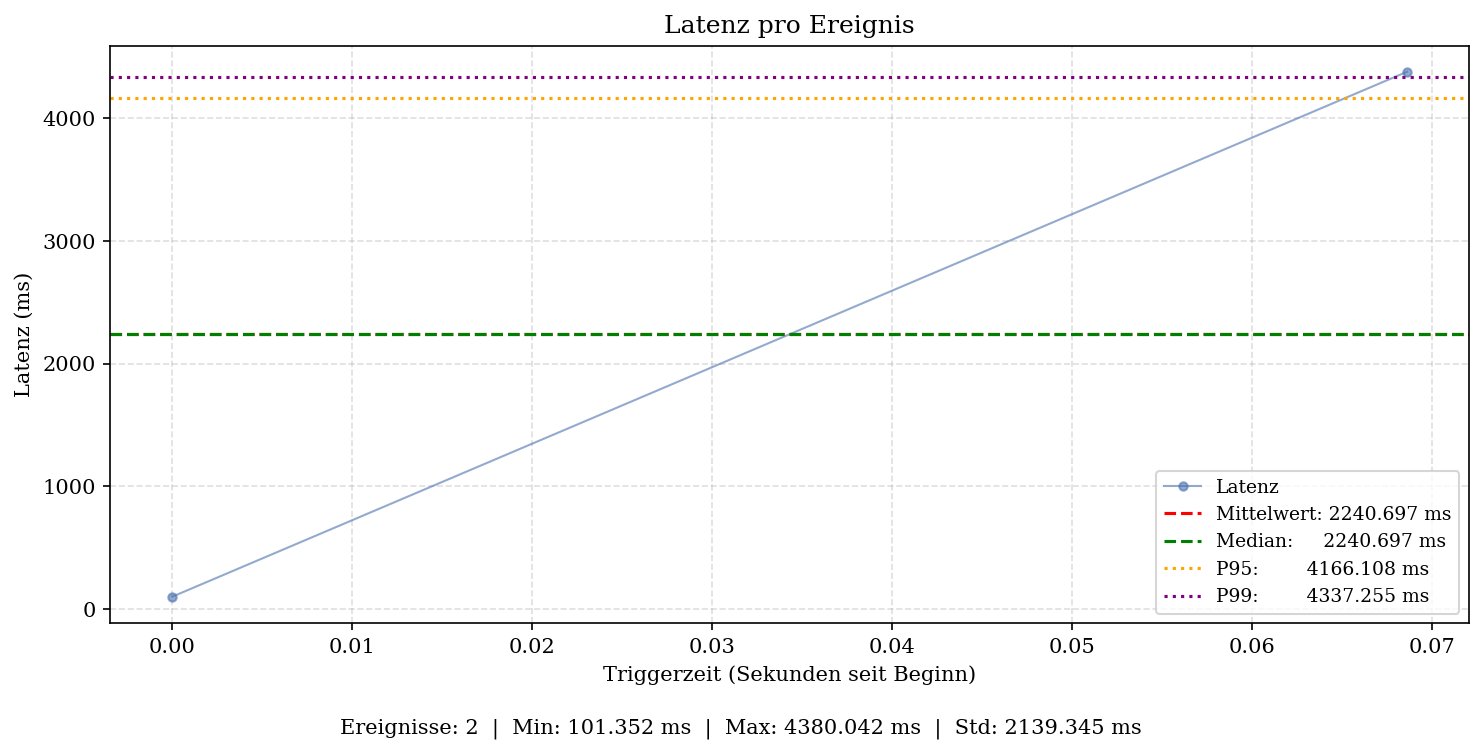 Latenz pro Ereignis
Latenz (ms)
4000
3000
2000
1000
0
Latenz
Mittelwert: 2240.697 ms
Median: 2240.697 ms
P95: 4166.108 ms
P99: 4337.255 ms
0.00 0.01 0.02 0.03 0.04 0.05 0.06 0.07
Triggerzeit (Sekunden seit Beginn)
Ereignisse: 2 | Min: 101.352 ms | Max: 4380.042 ms | Std: 2139.345 ms